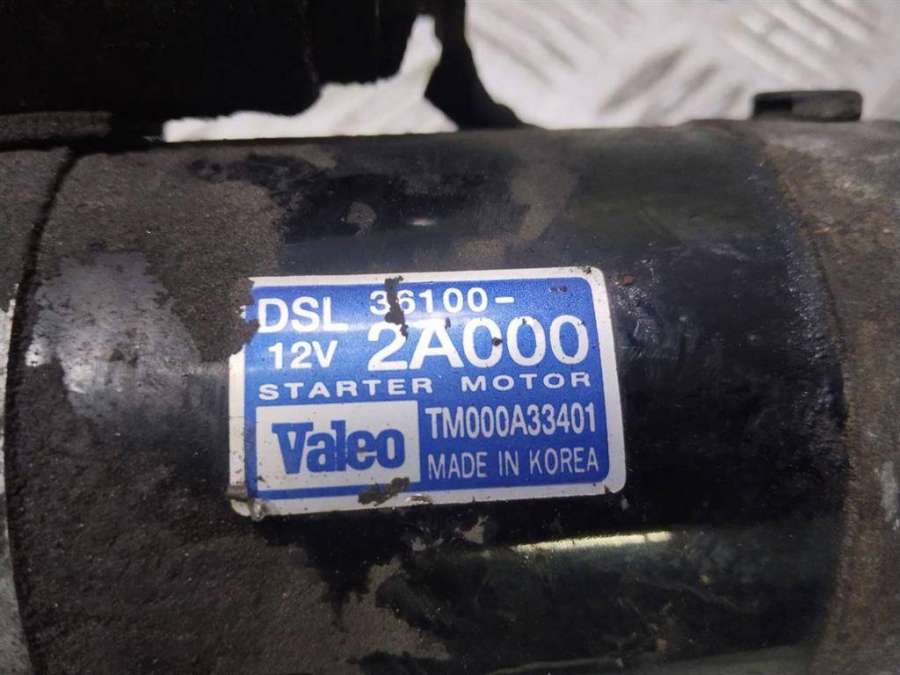 DSL 36100-
12V 2A000
STARTER MOTOR
Valeo TM000A33401
MADE IN KOREA